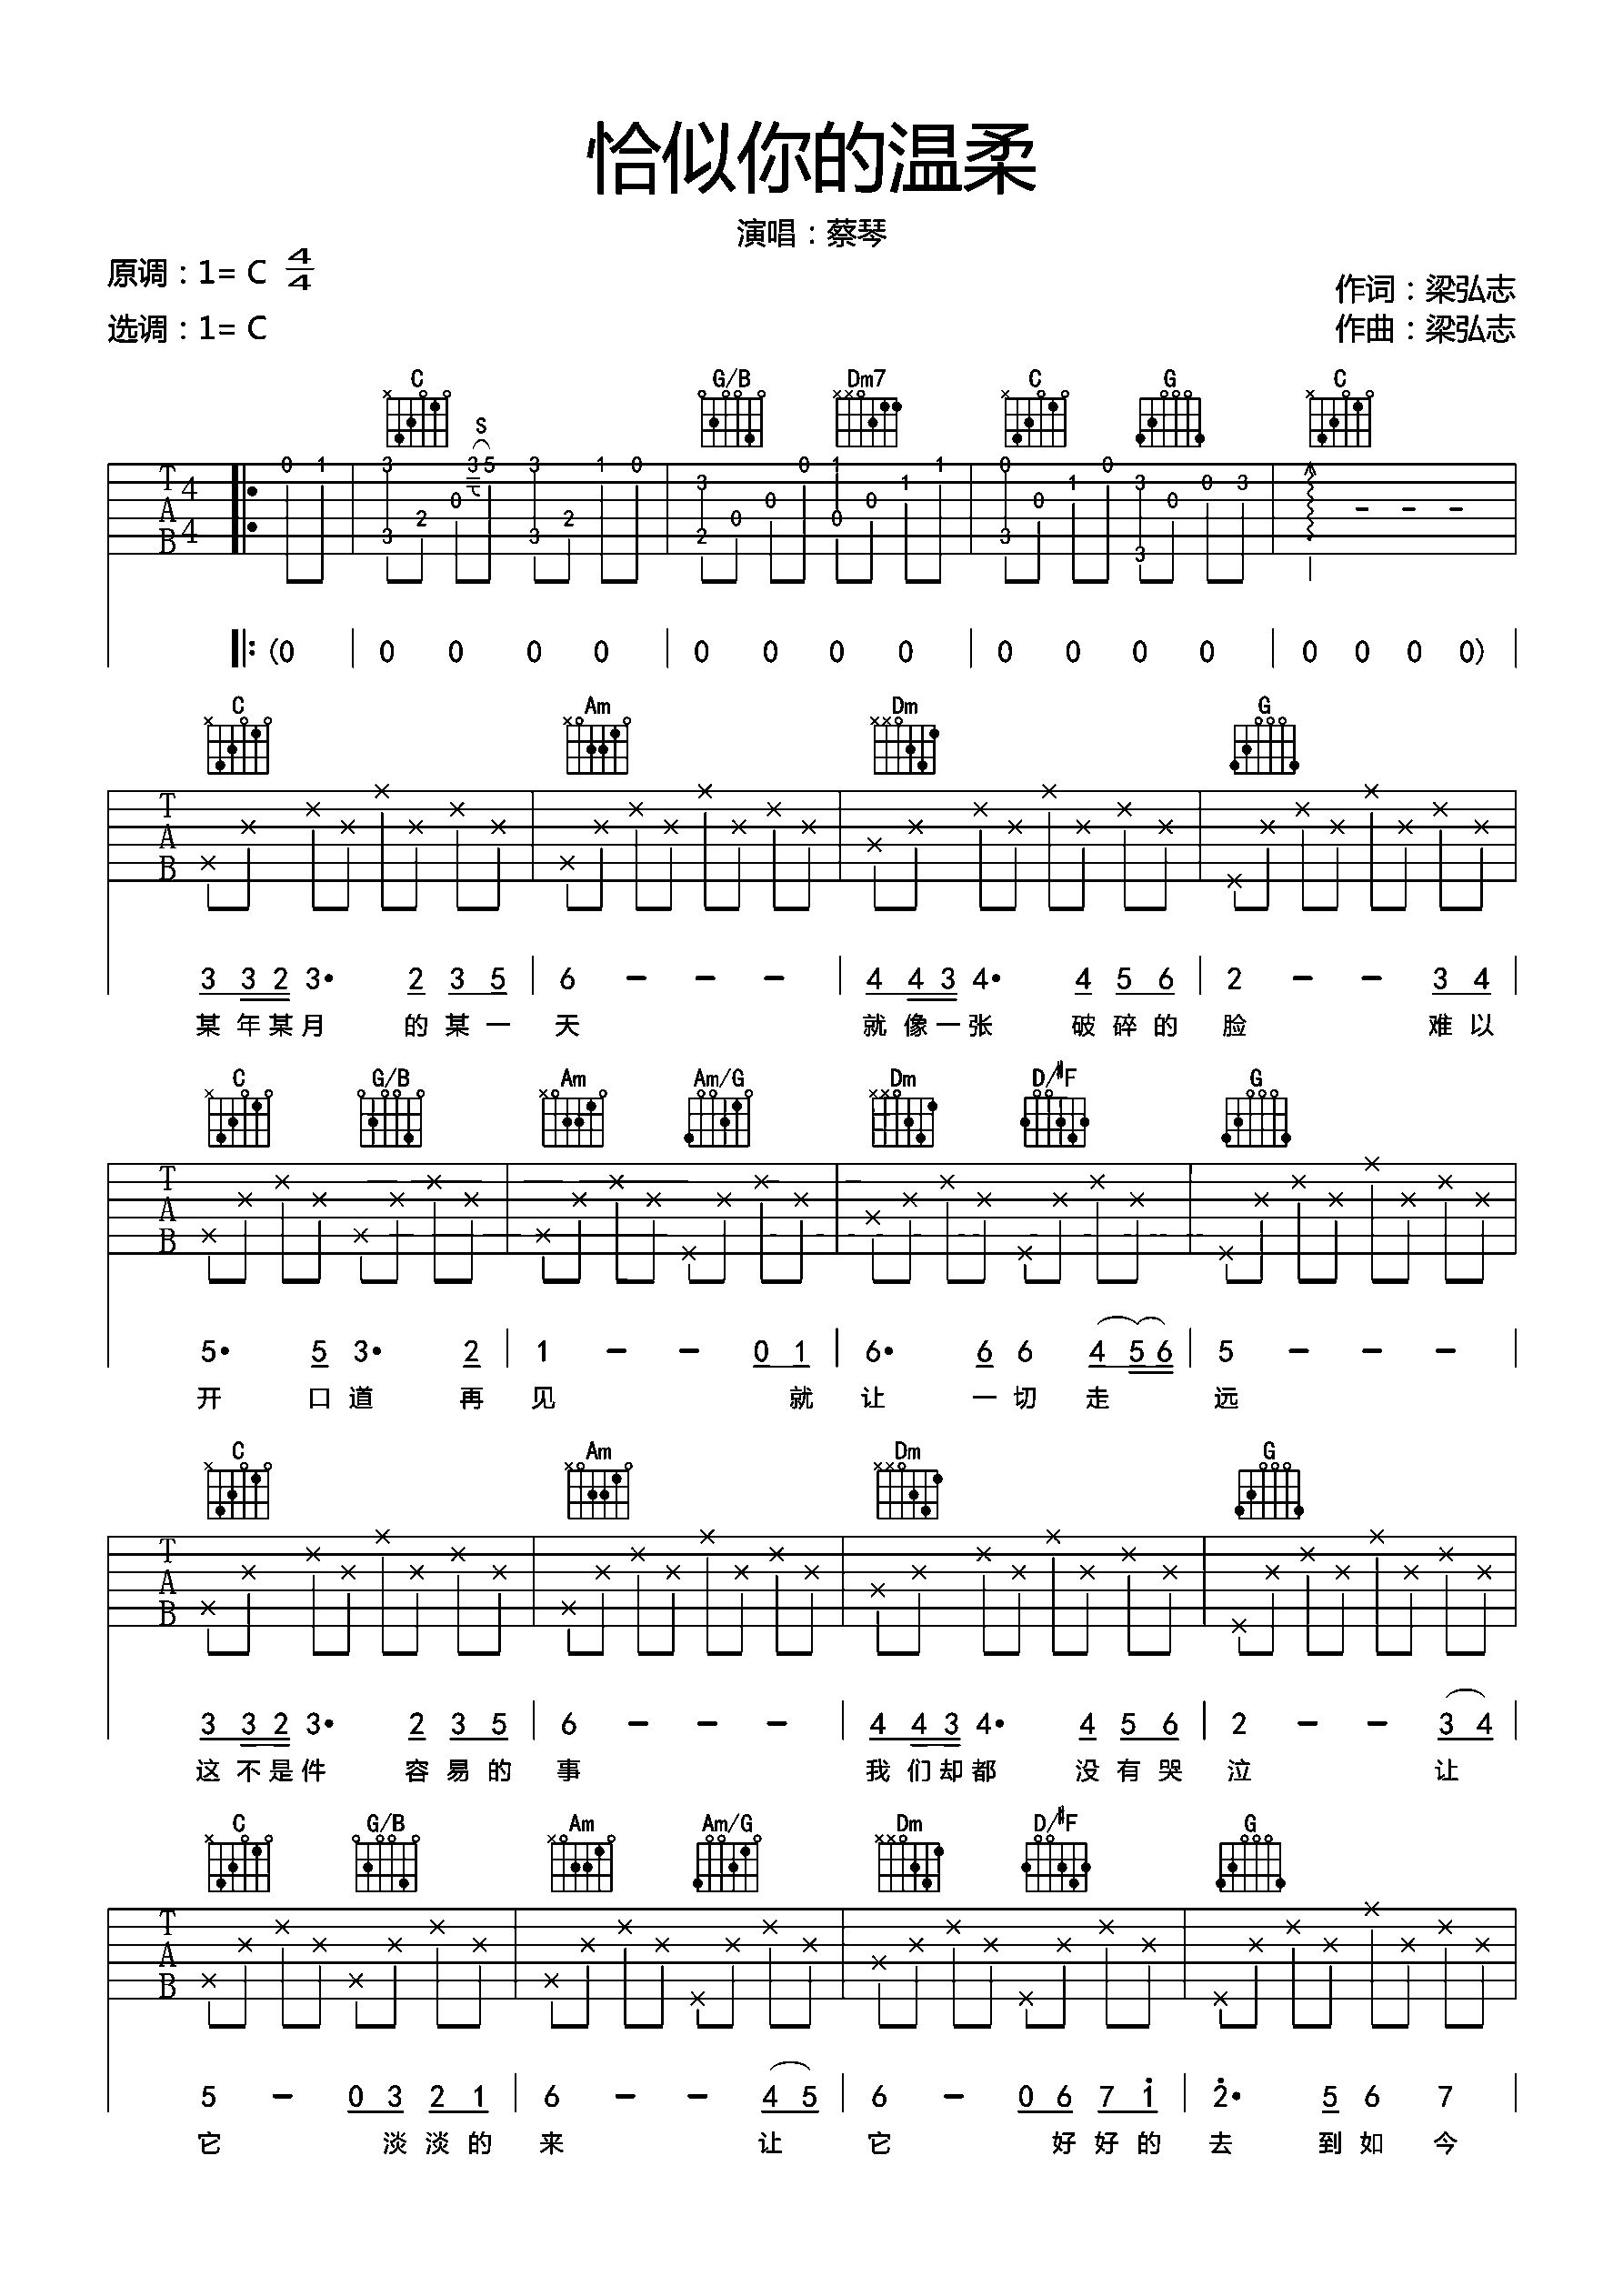 恰似你的温柔
演唱：蔡琴
原调：1= C 4/4
作词：梁弘志
选调：1= C
作曲：梁弘志
C G/B Dm7 C G C
S
0 1 3 3 2 0 3 5 3 3 2 1 0 3 2 0 0 0 1 0 0 1 1 0 3 0 1 0 3 3 0 0 3 - - -
T A B 4 4
(0 | 0 0 0 0 | 0 0 0 0 | 0 0 0 0 | 0 0 0 0) |
C Am Dm G
T A B
3 3 2 3• 2 3 5 | 6 - - - | 4 4 3 4• 4 5 6 | 2 - - 3 4 |
某 年 某 月 的 某 一 天 就 像 一 张 破 碎 的 脸 难 以
C G/B Am Am/G Dm D/#F G
T A B
5• 5 3• 2 | 1 - - 0 1 | 6• 6 6 4 5 6 | 5 - - - |
开 口 道 再 见 就 让 一 切 走 远
C Am Dm G
T A B
3 3 2 3• 2 3 5 | 6 - - - | 4 4 3 4• 4 5 6 | 2 - - 3 4 |
这 不 是 件 容 易 的 事 我 们 却 都 没 有 哭 泣 让
C G/B Am Am/G Dm D/#F G
T A B
5 - 0 3 2 1 | 6 - - 4 5 | 6 - 0 6 7 1̇ | 2̇• 5 6 7 |
它 淡 淡 的 来 让 它 好 好 的 去 到 如 今